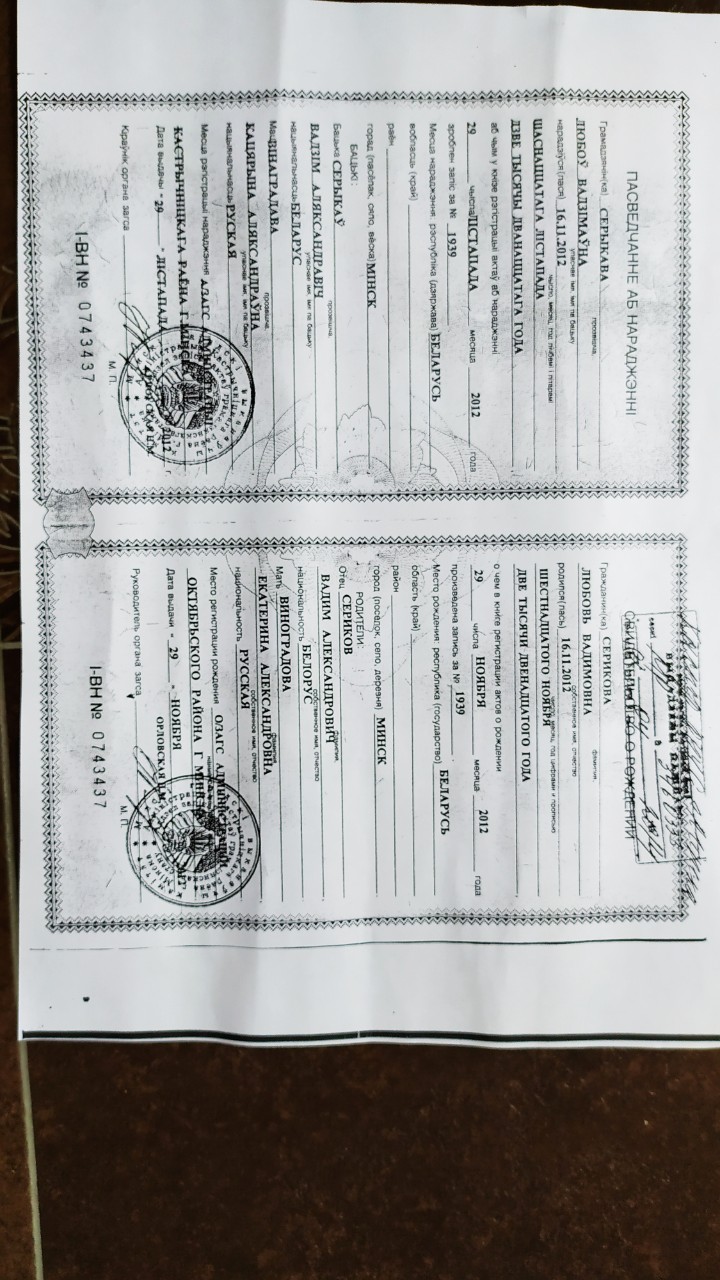 ПАСВЕДЧАННЕ АБ НАРАДЖЭННІ
Грамадзянін(ка) СЕРЫКАВА
прозвішча,
ЛЮБОЎ ВАДЗІМАЎНА
уласнае імя, імя па бацьку
нарадзіўся(лася) 16.11.2012
чысло, месяц, год лічбамі і літарамі
ШАСНАЦЦАТАГА ЛІСТАПАДА
ДЗВЕ ТЫСЯЧЫ ДВАНАЦЦАТАГА ГОДА
аб чым у кнізе рэгістрацыі актаў аб нараджэнні
29 чысла ЛІСТАПАДА месяца 2012 года
зроблен запіс за № 1939
Месца нараджэння: рэспубліка (дзяржава) БЕЛАРУСЬ
вобласць (край)
раён
горад (пасёлак, сяло, вёска) МІНСК
БАЦЬКІ:
Бацька СЕРЫКАЎ
прозвішча,
ВАДЗІМ АЛЯКСАНДРАВІЧ
уласнае імя, імя па бацьку
нацыянальнасць БЕЛАРУС
Маці ВІНАГРАДАВА
прозвішча,
КАЦЯРЫНА АЛЯКСАНДРАЎНА
уласнае імя, імя па бацьку
нацыянальнасць РУСКАЯ
Месца рэгістрацыі нараджэння АДЗАГС
КАСТРЫЧНІЦКАГА РАЁНА Г МІНСКА
Дата выдачы " 29 " ЛІСТАПАДА 2012 г.
Кіраўнік органа загса
М. П.
І-ВН № 0743437
СВИДЕТЕЛЬСТВО О РОЖДЕНИИ
Гражданин(ка) СЕРИКОВА
фамилия,
ЛЮБОВЬ ВАДИМОВНА
собственное имя, отчество
родился(лась) 16.11.2012
число, месяц, год цифрами и прописью
ШЕСТНАДЦАТОГО НОЯБРЯ
ДВЕ ТЫСЯЧИ ДВЕНАДЦАТОГО ГОДА
о чем в книге регистрации актов о рождении
29 числа НОЯБРЯ месяца 2012 года
произведена запись за № 1939
Место рождения: республика (государство) БЕЛАРУСЬ
область (край)
район
город (поселок, село, деревня) МИНСК
РОДИТЕЛИ:
Отец СЕРИКОВ
фамилия,
ВАДИМ АЛЕКСАНДРОВИЧ
собственное имя, отчество
национальность БЕЛОРУС
Мать ВИНОГРАДОВА
фамилия,
ЕКАТЕРИНА АЛЕКСАНДРОВНА
собственное имя, отчество
национальность РУССКАЯ
Место регистрации рождения ОЗАГС АДМИНИСТРАЦИИ
ОКТЯБРЬСКОГО РАЙОНА Г МИНСКА
Дата выдачи " 29 " НОЯБРЯ
Руководитель органа загса ОРЛОВСКАЯ Ц.М.
М. П.
І-ВН № 0743437